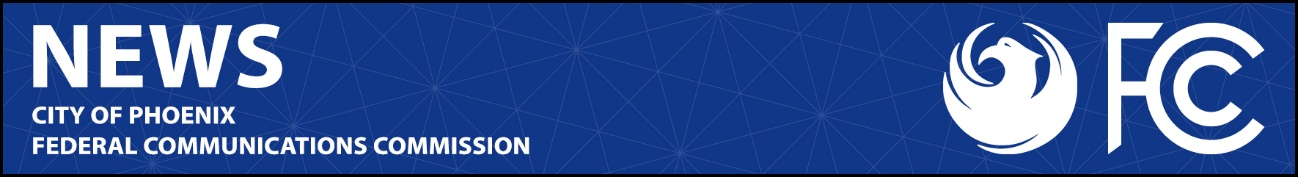 NEWS
CITY OF PHOENIX
FEDERAL COMMUNICATIONS COMMISSION
FCC